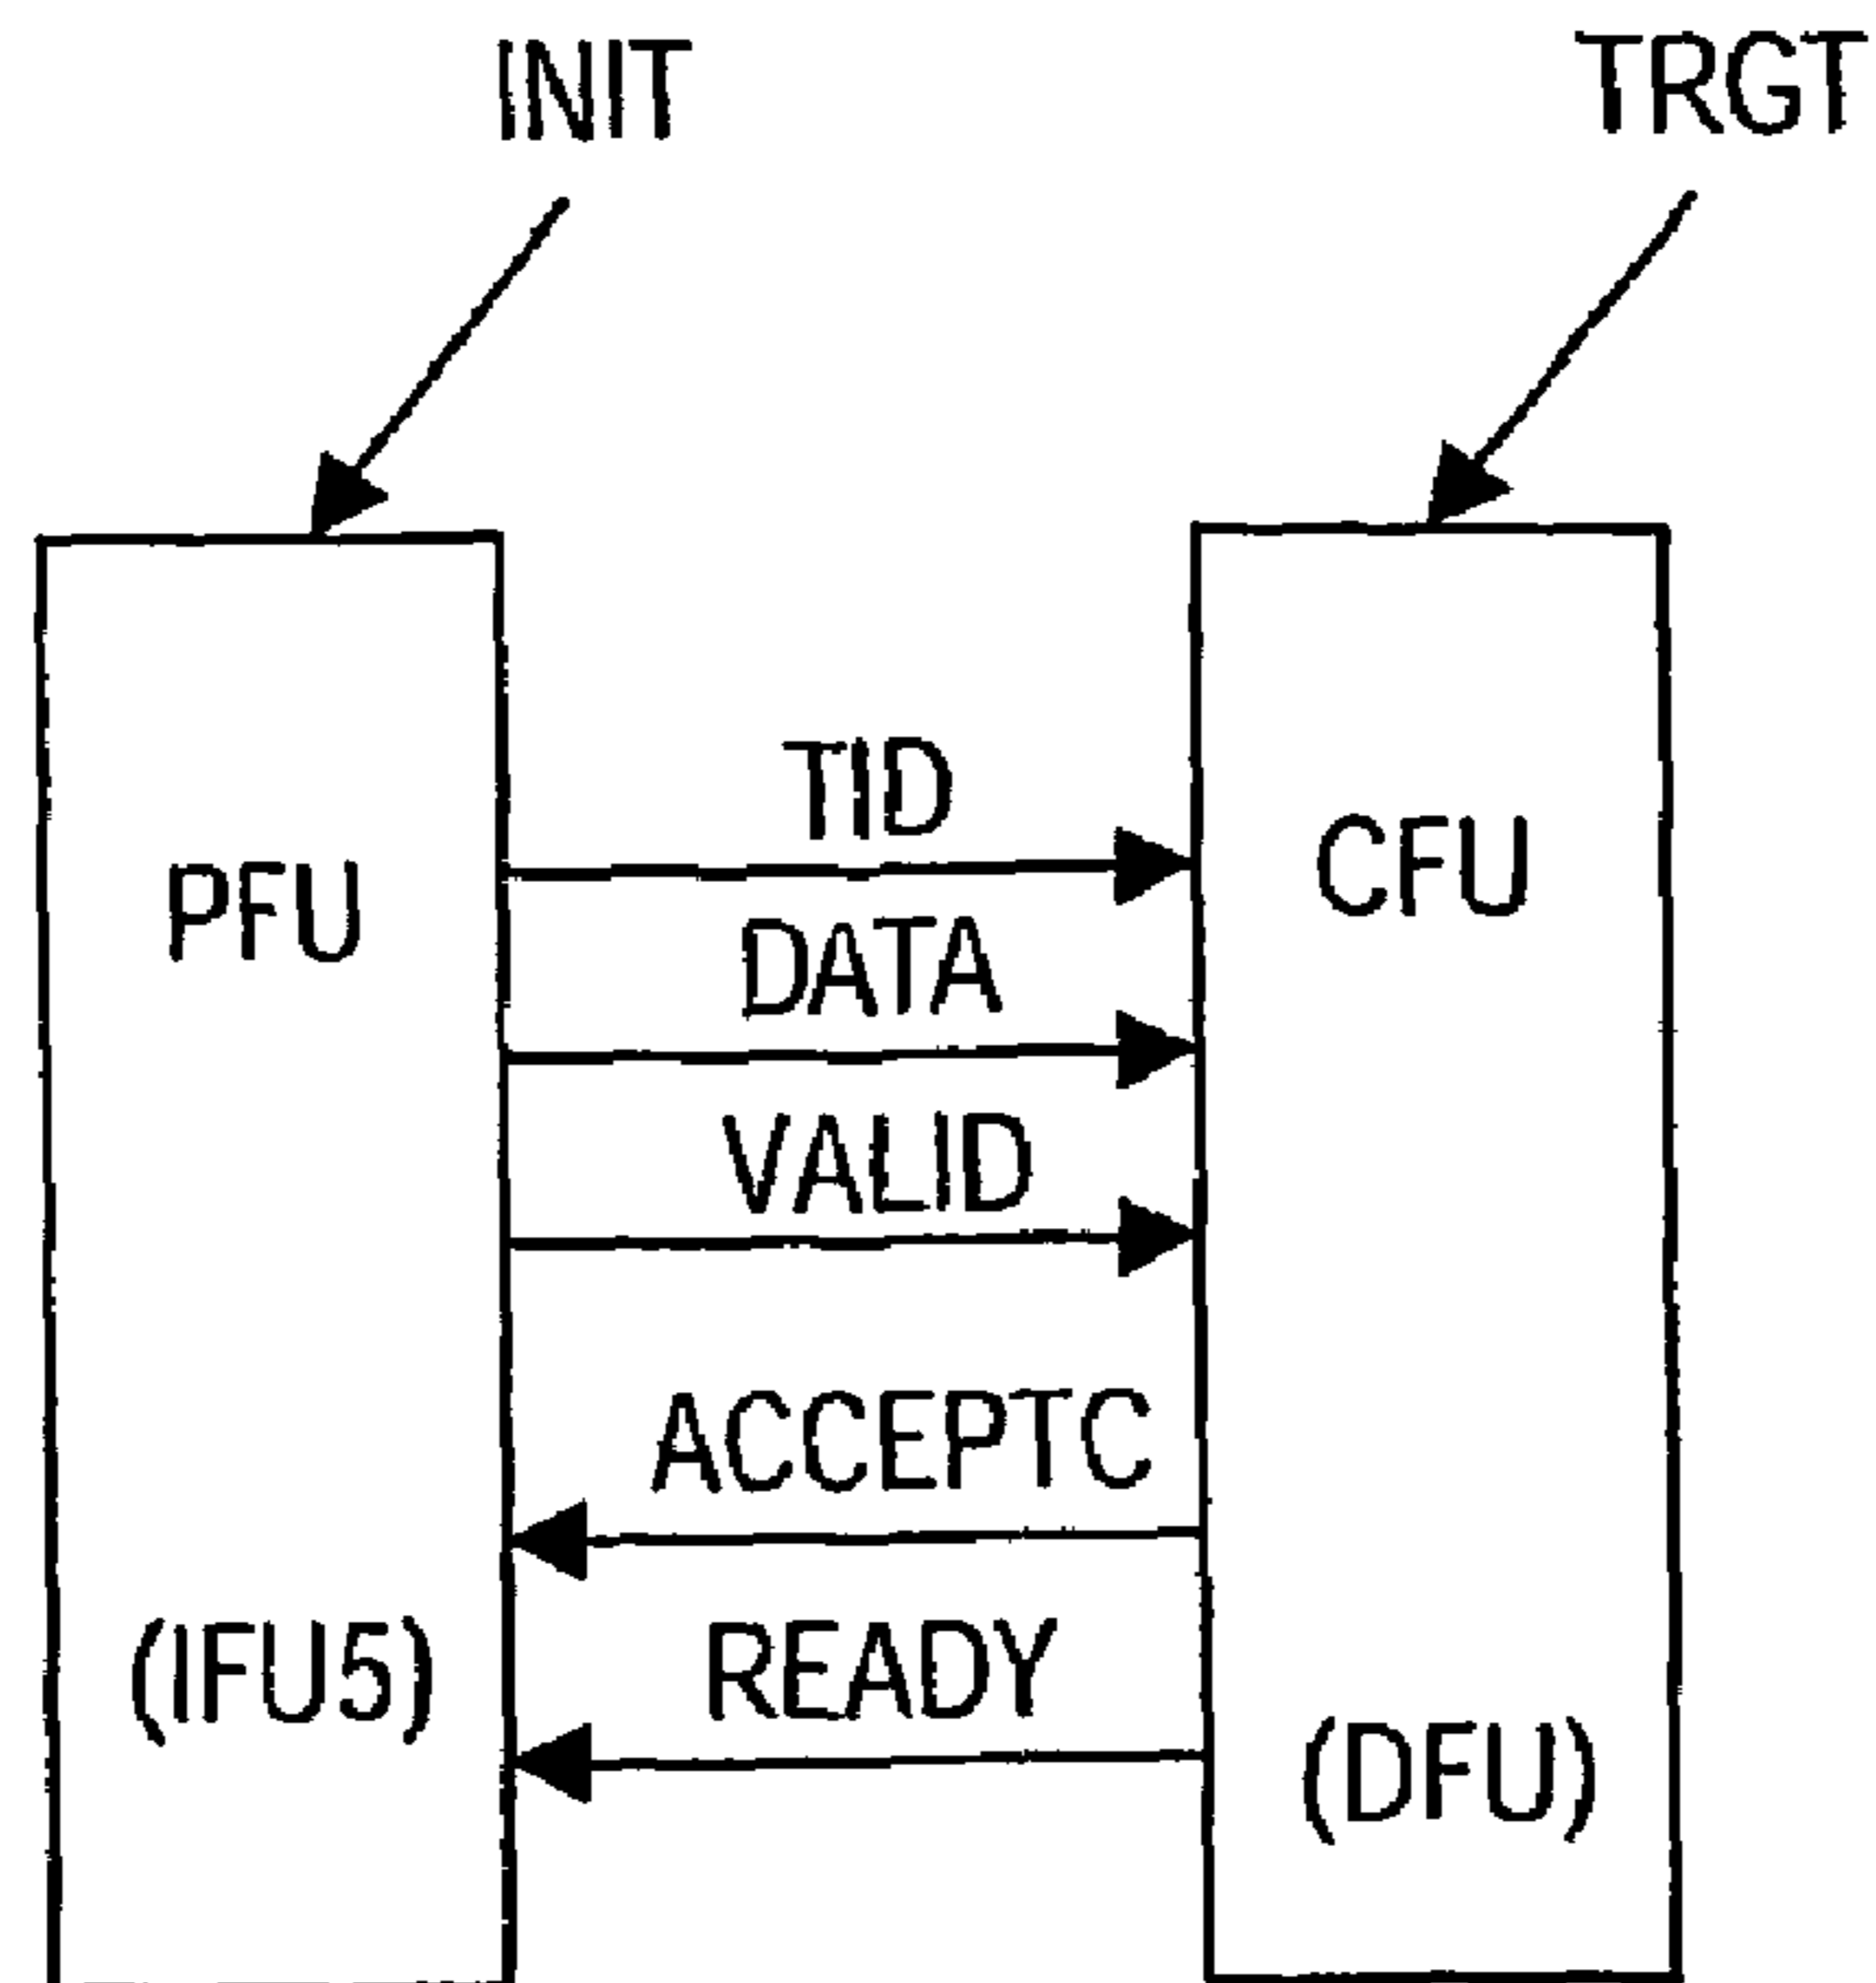 INIT
TRGT
TID
CFU
PFU
DATA
VALID
ACCEPTC
READY
(IFU5)
(DFU)